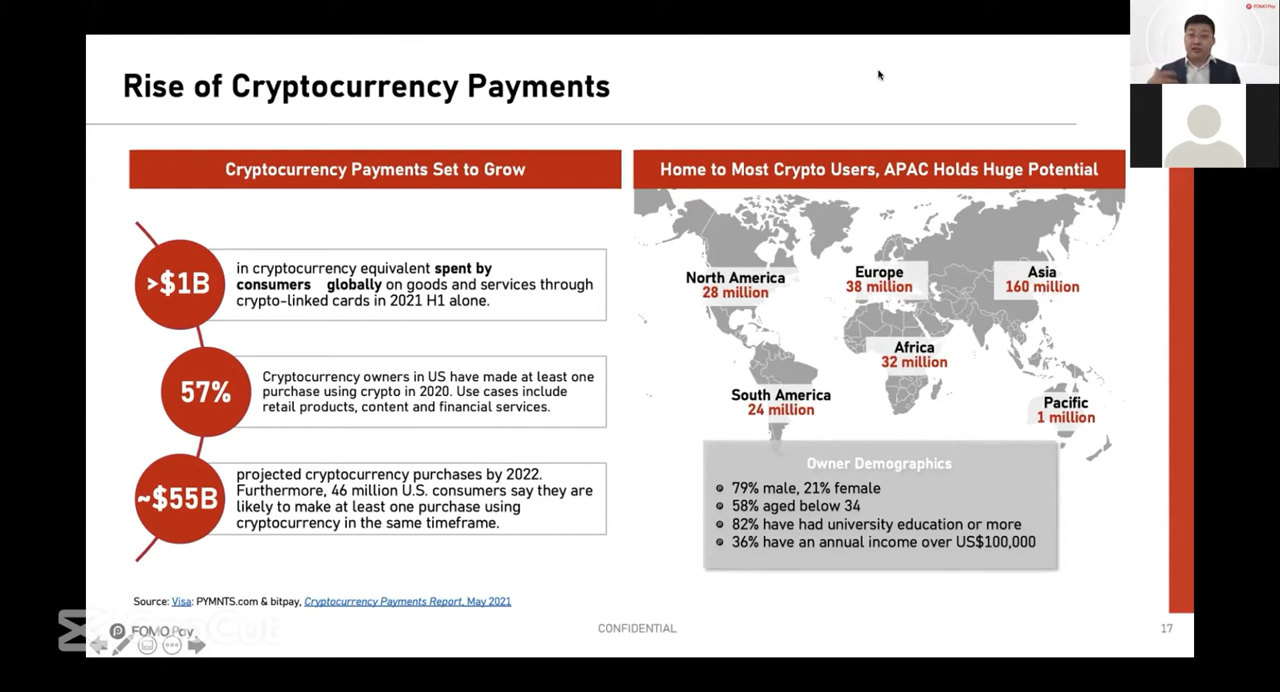 FOMO Pay
Rise of Cryptocurrency Payments
Cryptocurrency Payments Set to Grow
>$1B
in cryptocurrency equivalent spent by
consumers globally on goods and services through
crypto-linked cards in 2021 H1 alone.
57%
Cryptocurrency owners in US have made at least one
purchase using crypto in 2020. Use cases include
retail products, content and financial services.
~$55B
projected cryptocurrency purchases by 2022.
Furthermore, 46 million U.S. consumers say they are
likely to make at least one purchase using
cryptocurrency in the same timeframe.
Home to Most Crypto Users, APAC Holds Huge Potential
North America
28 million
Europe
38 million
Asia
160 million
Africa
32 million
South America
24 million
Pacific
1 million
Owner Demographics
79% male, 21% female
58% aged below 34
82% have had university education or more
36% have an annual income over US$100,000
Source: Visa: PYMNTS.com & bitpay, Cryptocurrency Payments Report, May 2021
FOMO Pay
CONFIDENTIAL
17